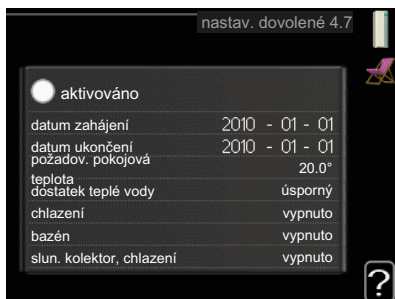 nastav. dovolené 4.7
aktivováno
datum zahájení 2010 - 01 - 01
datum ukončení 2010 - 01 - 01
požadov. pokojová
teplota 20.0°
dostatek teplé vody úsporný
chlazení vypnuto
bazén vypnuto
slun. kolektor, chlazení vypnuto
?